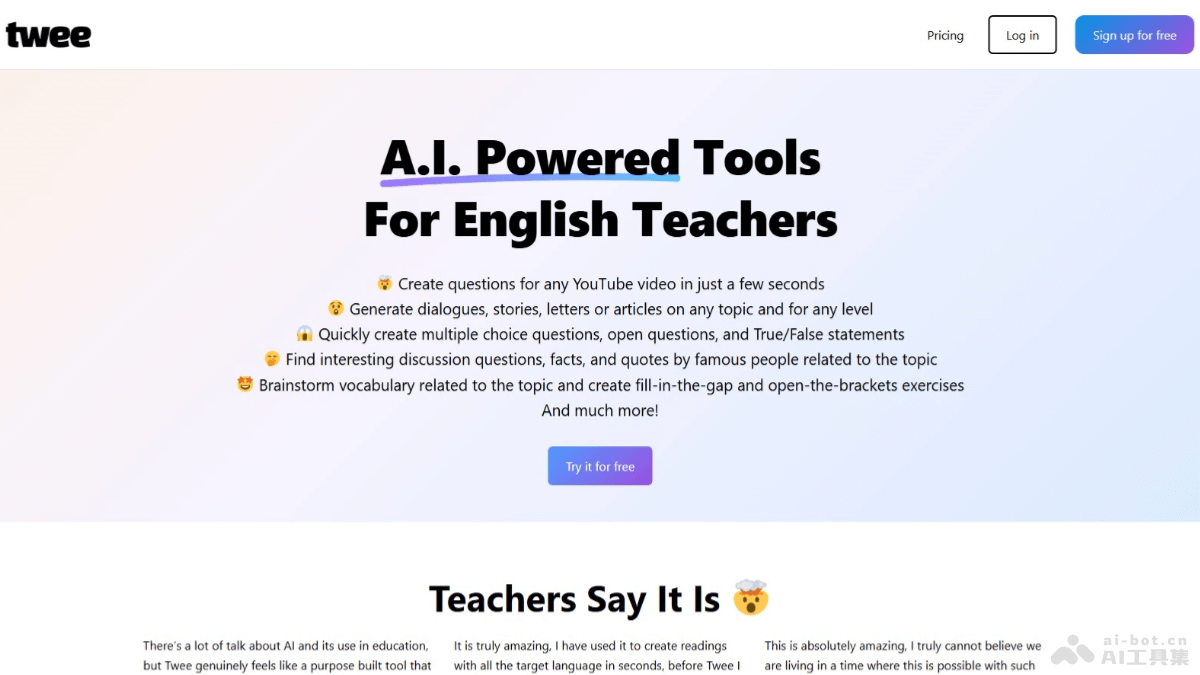 twee
Pricing
Log in
Sign up for free
A.I. Powered Tools
For English Teachers
🤯 Create questions for any YouTube video in just a few seconds
😲 Generate dialogues, stories, letters or articles on any topic and for any level
😱 Quickly create multiple choice questions, open questions, and True/False statements
🤭 Find interesting discussion questions, facts, and quotes by famous people related to the topic
🤩 Brainstorm vocabulary related to the topic and create fill-in-the-gap and open-the-brackets exercises
And much more!
Try it for free
Teachers Say It Is 🤯
There's a lot of talk about AI and its use in education,
but Twee genuinely feels like a purpose built tool that
It is truly amazing, I have used it to create readings
with all the target language in seconds, before Twee I
This is absolutely amazing, I truly cannot believe we
are living in a time where this is possible with such
ai-bot.cn
AI工具集